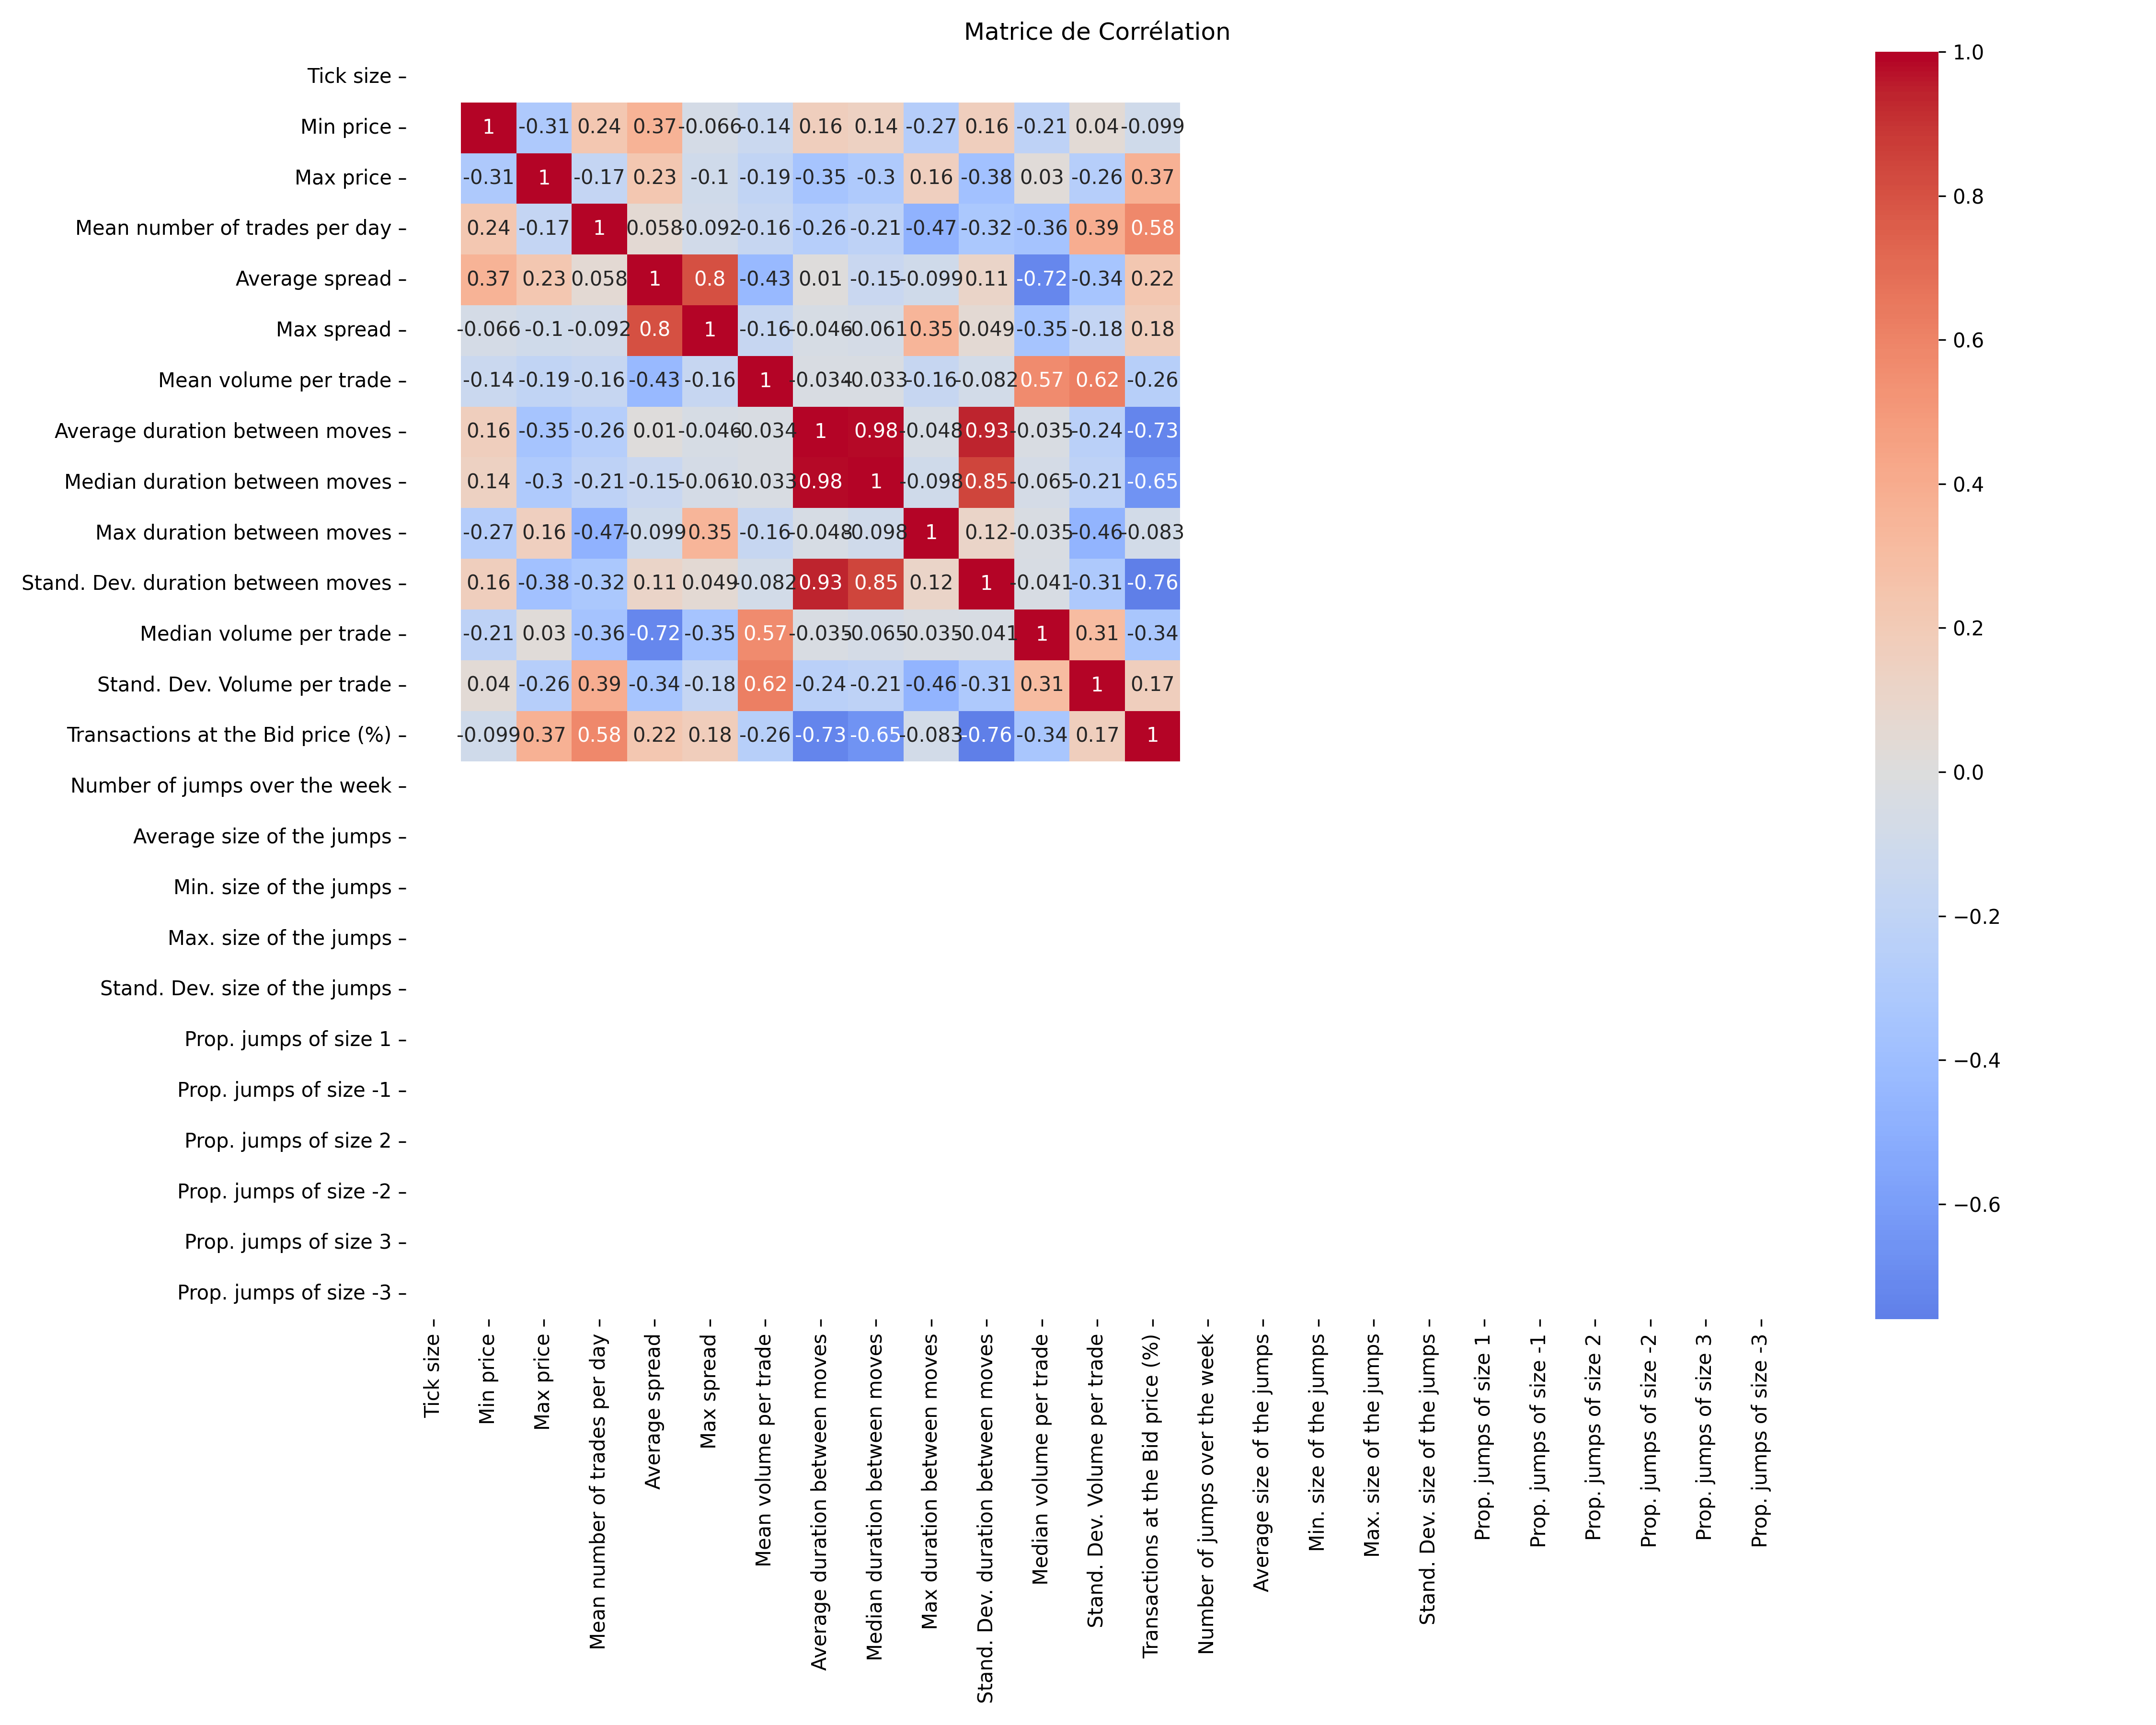 Matrice de Corrélation
Tick size
Min price 1 -0.31 0.24 0.37 -0.066 -0.14 0.16 0.14 -0.27 0.16 -0.21 0.04 -0.099
Max price -0.31 1 -0.17 0.23 -0.1 -0.19 -0.35 -0.3 0.16 -0.38 0.03 -0.26 0.37
Mean number of trades per day 0.24 -0.17 1 0.058 -0.092 -0.16 -0.26 -0.21 -0.47 -0.32 -0.36 0.39 0.58
Average spread 0.37 0.23 0.058 1 0.8 -0.43 0.01 -0.15 -0.099 0.11 -0.72 -0.34 0.22
Max spread -0.066 -0.1 -0.092 0.8 1 -0.16 -0.046 -0.061 0.35 0.049 -0.35 -0.18 0.18
Mean volume per trade -0.14 -0.19 -0.16 -0.43 -0.16 1 -0.034 -0.033 -0.16 -0.082 0.57 0.62 -0.26
Average duration between moves 0.16 -0.35 -0.26 0.01 -0.046 -0.034 1 0.98 -0.048 0.93 -0.035 -0.24 -0.73
Median duration between moves 0.14 -0.3 -0.21 -0.15 -0.061 -0.033 0.98 1 -0.098 0.85 -0.065 -0.21 -0.65
Max duration between moves -0.27 0.16 -0.47 -0.099 0.35 -0.16 -0.048 -0.098 1 0.12 -0.035 -0.46 -0.083
Stand. Dev. duration between moves 0.16 -0.38 -0.32 0.11 0.049 -0.082 0.93 0.85 0.12 1 -0.041 -0.31 -0.76
Median volume per trade -0.21 0.03 -0.36 -0.72 -0.35 0.57 -0.035 -0.065 -0.035 -0.041 1 0.31 -0.34
Stand. Dev. Volume per trade 0.04 -0.26 0.39 -0.34 -0.18 0.62 -0.24 -0.21 -0.46 -0.31 0.31 1 0.17
Transactions at the Bid price (%) -0.099 0.37 0.58 0.22 0.18 -0.26 -0.73 -0.65 -0.083 -0.76 -0.34 0.17 1
Number of jumps over the week
Average size of the jumps
Min. size of the jumps
Max. size of the jumps
Stand. Dev. size of the jumps
Prop. jumps of size 1
Prop. jumps of size -1
Prop. jumps of size 2
Prop. jumps of size -2
Prop. jumps of size 3
Prop. jumps of size -3
Tick size
Min price
Max price
Mean number of trades per day
Average spread
Max spread
Mean volume per trade
Average duration between moves
Median duration between moves
Max duration between moves
Stand. Dev. duration between moves
Median volume per trade
Stand. Dev. Volume per trade
Transactions at the Bid price (%)
Number of jumps over the week
Average size of the jumps
Min. size of the jumps
Max. size of the jumps
Stand. Dev. size of the jumps
Prop. jumps of size 1
Prop. jumps of size -1
Prop. jumps of size 2
Prop. jumps of size -2
Prop. jumps of size 3
Prop. jumps of size -3
1.0
0.8
0.6
0.4
0.2
0.0
−0.2
−0.4
−0.6